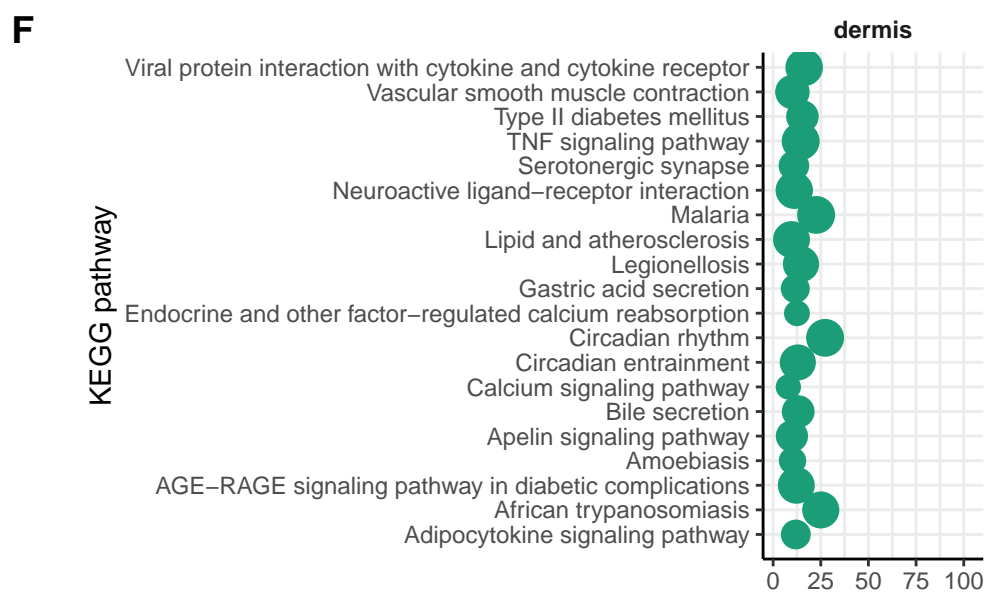 F
dermis
KEGG pathway
Viral protein interaction with cytokine and cytokine receptor
Vascular smooth muscle contraction
Type II diabetes mellitus
TNF signaling pathway
Serotonergic synapse
Neuroactive ligand−receptor interaction
Malaria
Lipid and atherosclerosis
Legionellosis
Gastric acid secretion
Endocrine and other factor−regulated calcium reabsorption
Circadian rhythm
Circadian entrainment
Calcium signaling pathway
Bile secretion
Apelin signaling pathway
Amoebiasis
AGE−RAGE signaling pathway in diabetic complications
African trypanosomiasis
Adipocytokine signaling pathway
0 25 50 75 100